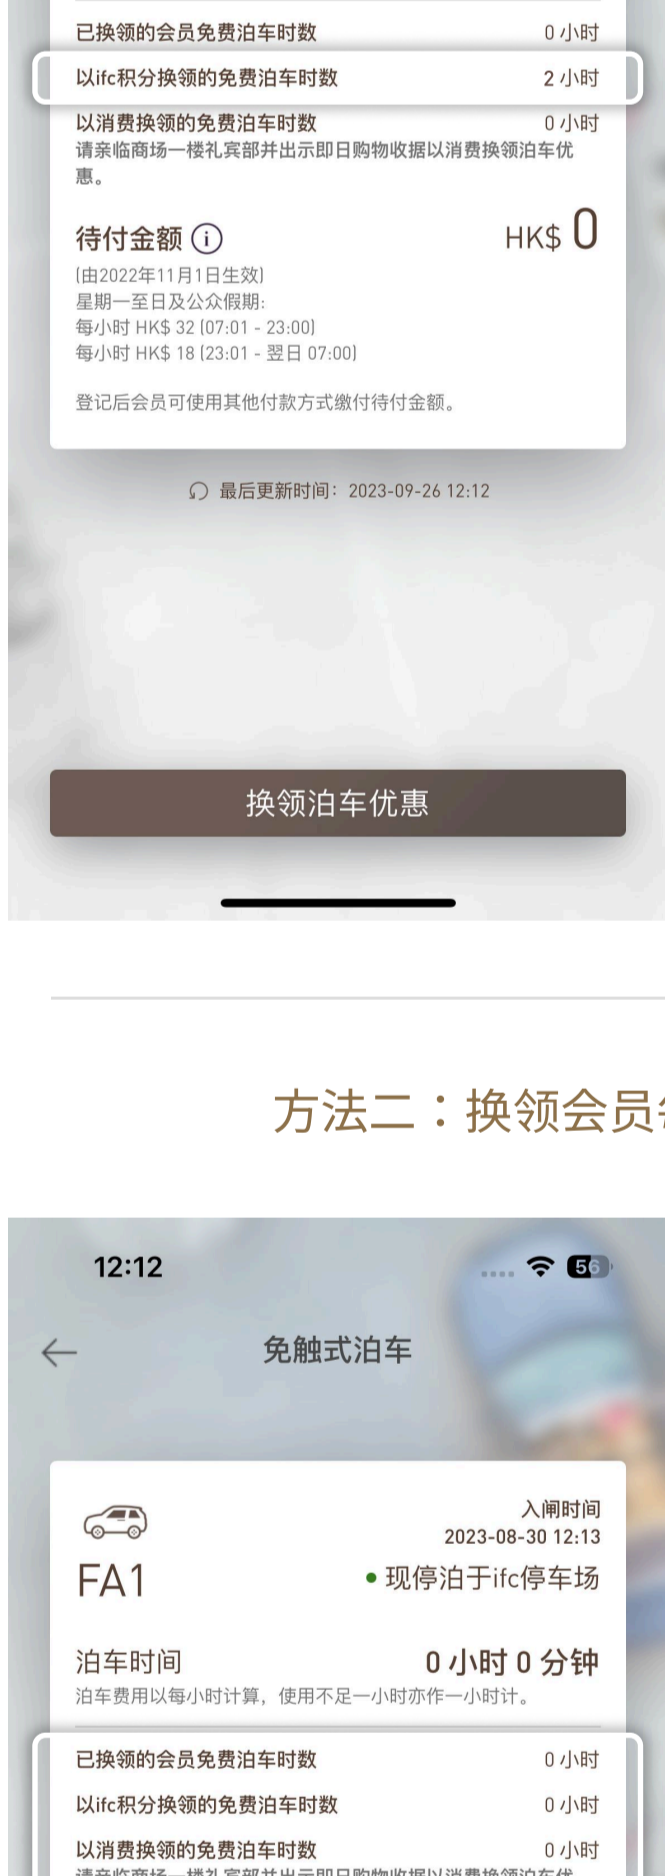 已换领的会员免费泊车时数 0 小时
以ifc积分换领的免费泊车时数 2 小时
以消费换领的免费泊车时数 0 小时
请亲临商场一楼礼宾部并出示即日购物收据以消费换领泊车优
惠。
待付金额 HK$ 0
(由2022年11月1日生效)
星期一至日及公众假期:
每小时 HK$ 32 (07:01 - 23:00)
每小时 HK$ 18 (23:01 - 翌日 07:00)
登记后会员可使用其他付款方式缴付待付金额。
最后更新时间：2023-09-26 12:12
换领泊车优惠
方法二：换领会员
12:12 56
免触式泊车
入闸时间
2023-08-30 12:13
FA1 现停泊于ifc停车场
泊车时间 0 小时 0 分钟
泊车费用以每小时计算，使用不足一小时亦作一小时计。
已换领的会员免费泊车时数 0 小时
以ifc积分换领的免费泊车时数 0 小时
以消费换领的免费泊车时数 0 小时